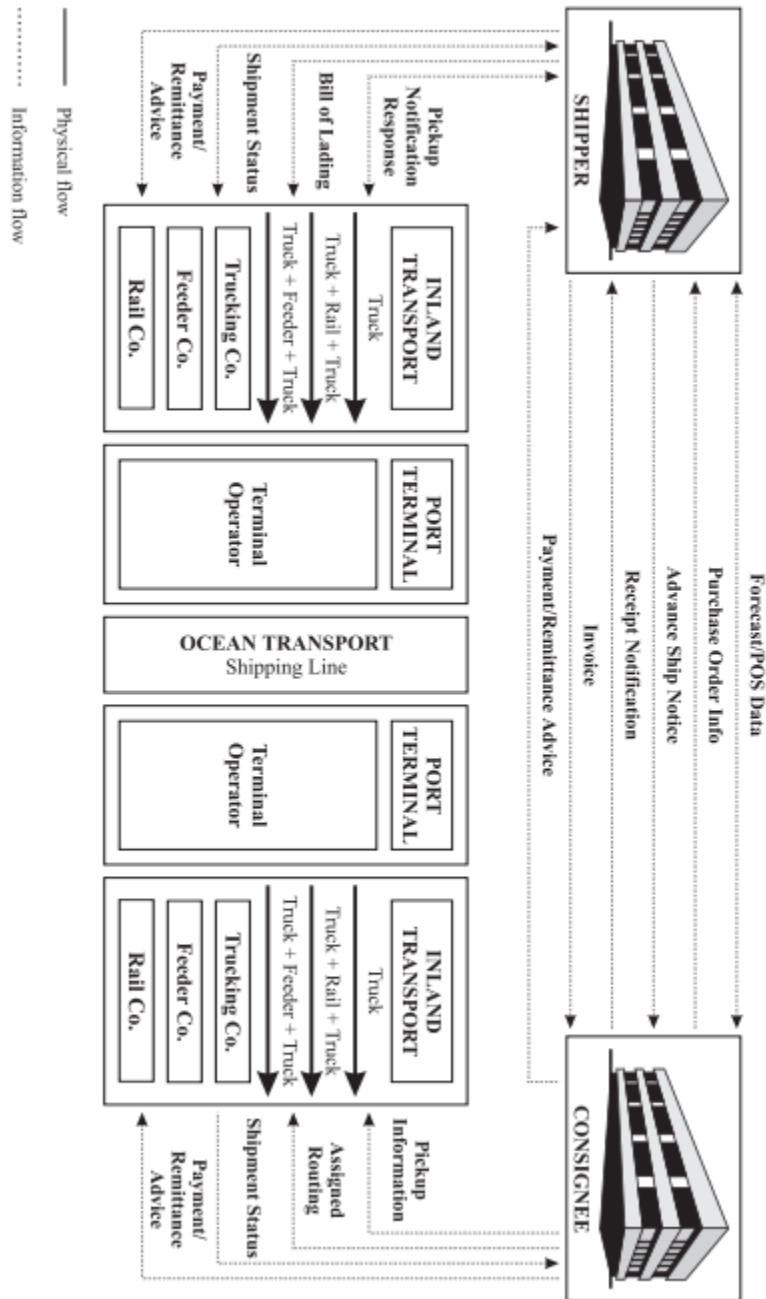 SHIPPER
CONSIGNEE
Forecast/POS Data
Purchase Order Info
Advance Ship Notice
Receipt Notification
Invoice
Payment/Remittance Advice
Pickup
Notification
Response
Bill of Lading
Shipment Status
Payment/
Remittance
Advice
INLAND
TRANSPORT
Truck
Truck + Rail + Truck
Truck + Feeder + Truck
Trucking Co.
Feeder Co.
Rail Co.
PORT
TERMINAL
Terminal
Operator
OCEAN TRANSPORT
Shipping Line
PORT
TERMINAL
Terminal
Operator
INLAND
TRANSPORT
Truck
Truck + Rail + Truck
Truck + Feeder + Truck
Trucking Co.
Feeder Co.
Rail Co.
Pickup
Information
Assigned
Routing
Shipment Status
Payment/
Remittance
Advice
Physical flow
Information flow